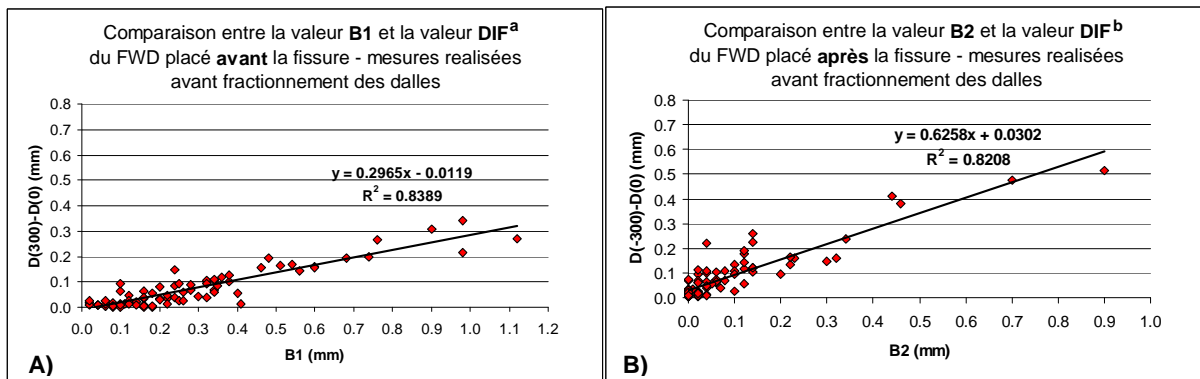 Comparaison entre la valeur B1 et la valeur DIFa
du FWD placé avant la fissure - mesures realisées
avant fractionnement des dalles
0.8
0.7
0.6
0.5
0.4
0.3
0.2
0.1
0.0
D(300)-D(0) (mm)
y = 0.2965x - 0.0119
R2 = 0.8389
0.0 0.1 0.2 0.3 0.4 0.5 0.6 0.7 0.8 0.9 1.0 1.1 1.2
B1 (mm)
A)
Comparaison entre la valeur B2 et la valeur DIFb
du FWD placé après la fissure - mesures realisées
avant fractionnement des dalles
0.8
0.7
0.6
0.5
0.4
0.3
0.2
0.1
0.0
D(-300)-D(0) (mm)
y = 0.6258x + 0.0302
R2 = 0.8208
0.0 0.1 0.2 0.3 0.4 0.5 0.6 0.7 0.8 0.9 1.0
B2 (mm)
B)